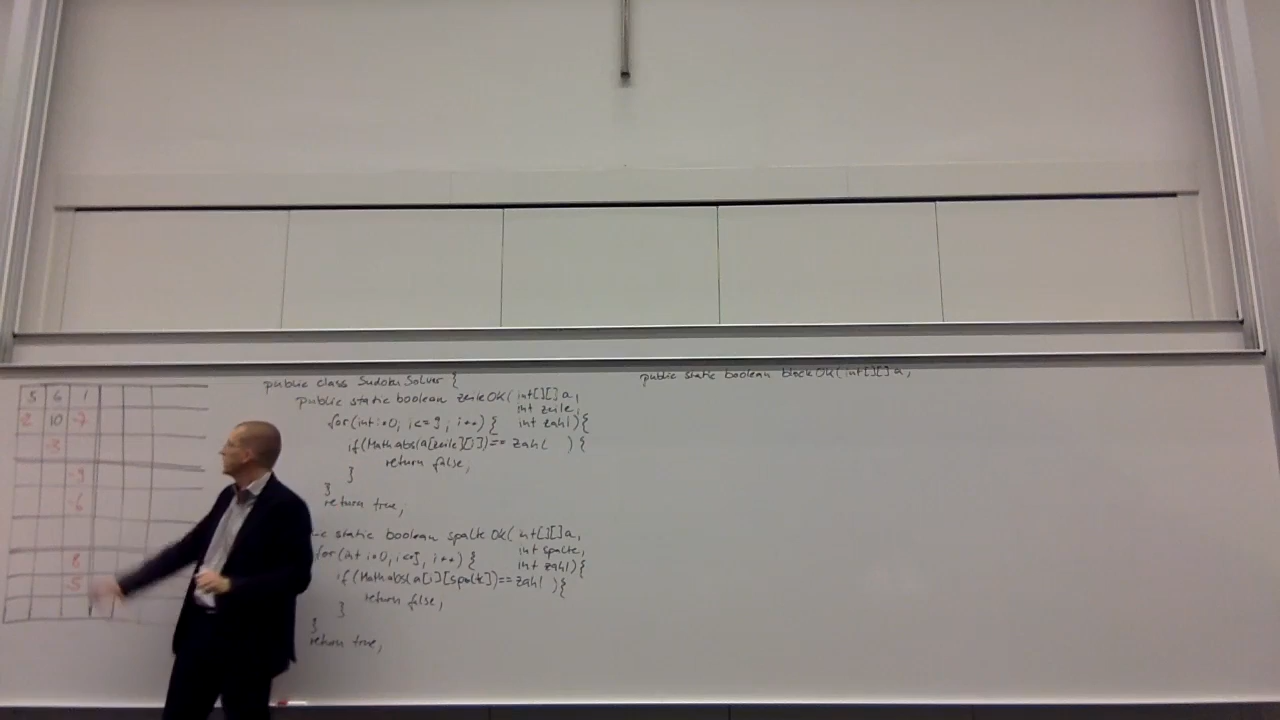 5 6 1
-2 10 -7
-3
-9
-6
8
-5
public class SudokuSolver {
public static boolean zeileOK(int[][] a,
int zeile,
for(int i=0; i<=9; i++) { int zahl){
if(Math.abs(a[zeile][i])== zahl ) {
return false;
}
}
return true;
static boolean spalteOK(int[][] a,
int spalte,
for(int i=0; i<=9; i++) { int zahl){
if(Math.abs(a[i][spalte])==zahl ){
return false;
}
}
return true;
public static boolean blockOK(int[][] a,